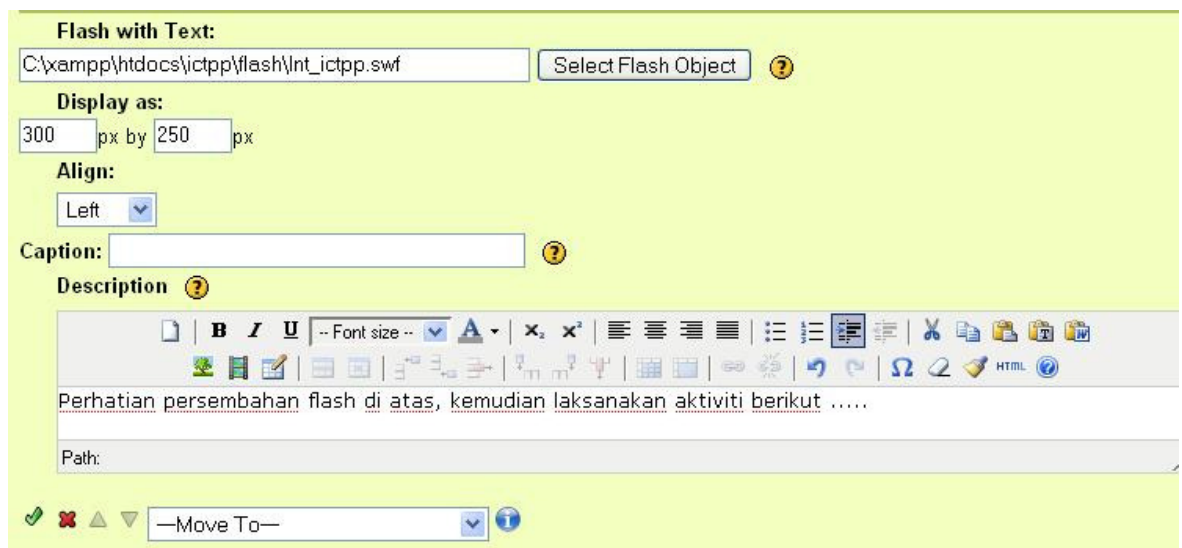 Flash with Text:
C:\xampp\htdocs\ictpp\flash\Int_ictpp.swf Select Flash Object ?
Display as:
300 px by 250 px
Align:
Left
Caption: ?
Description ?
B I U -- Font size -- A x₂ x²
Ω HTML ?
Perhatian persembahan flash di atas, kemudian laksanakan aktiviti berikut .....
Path:
—Move To— i